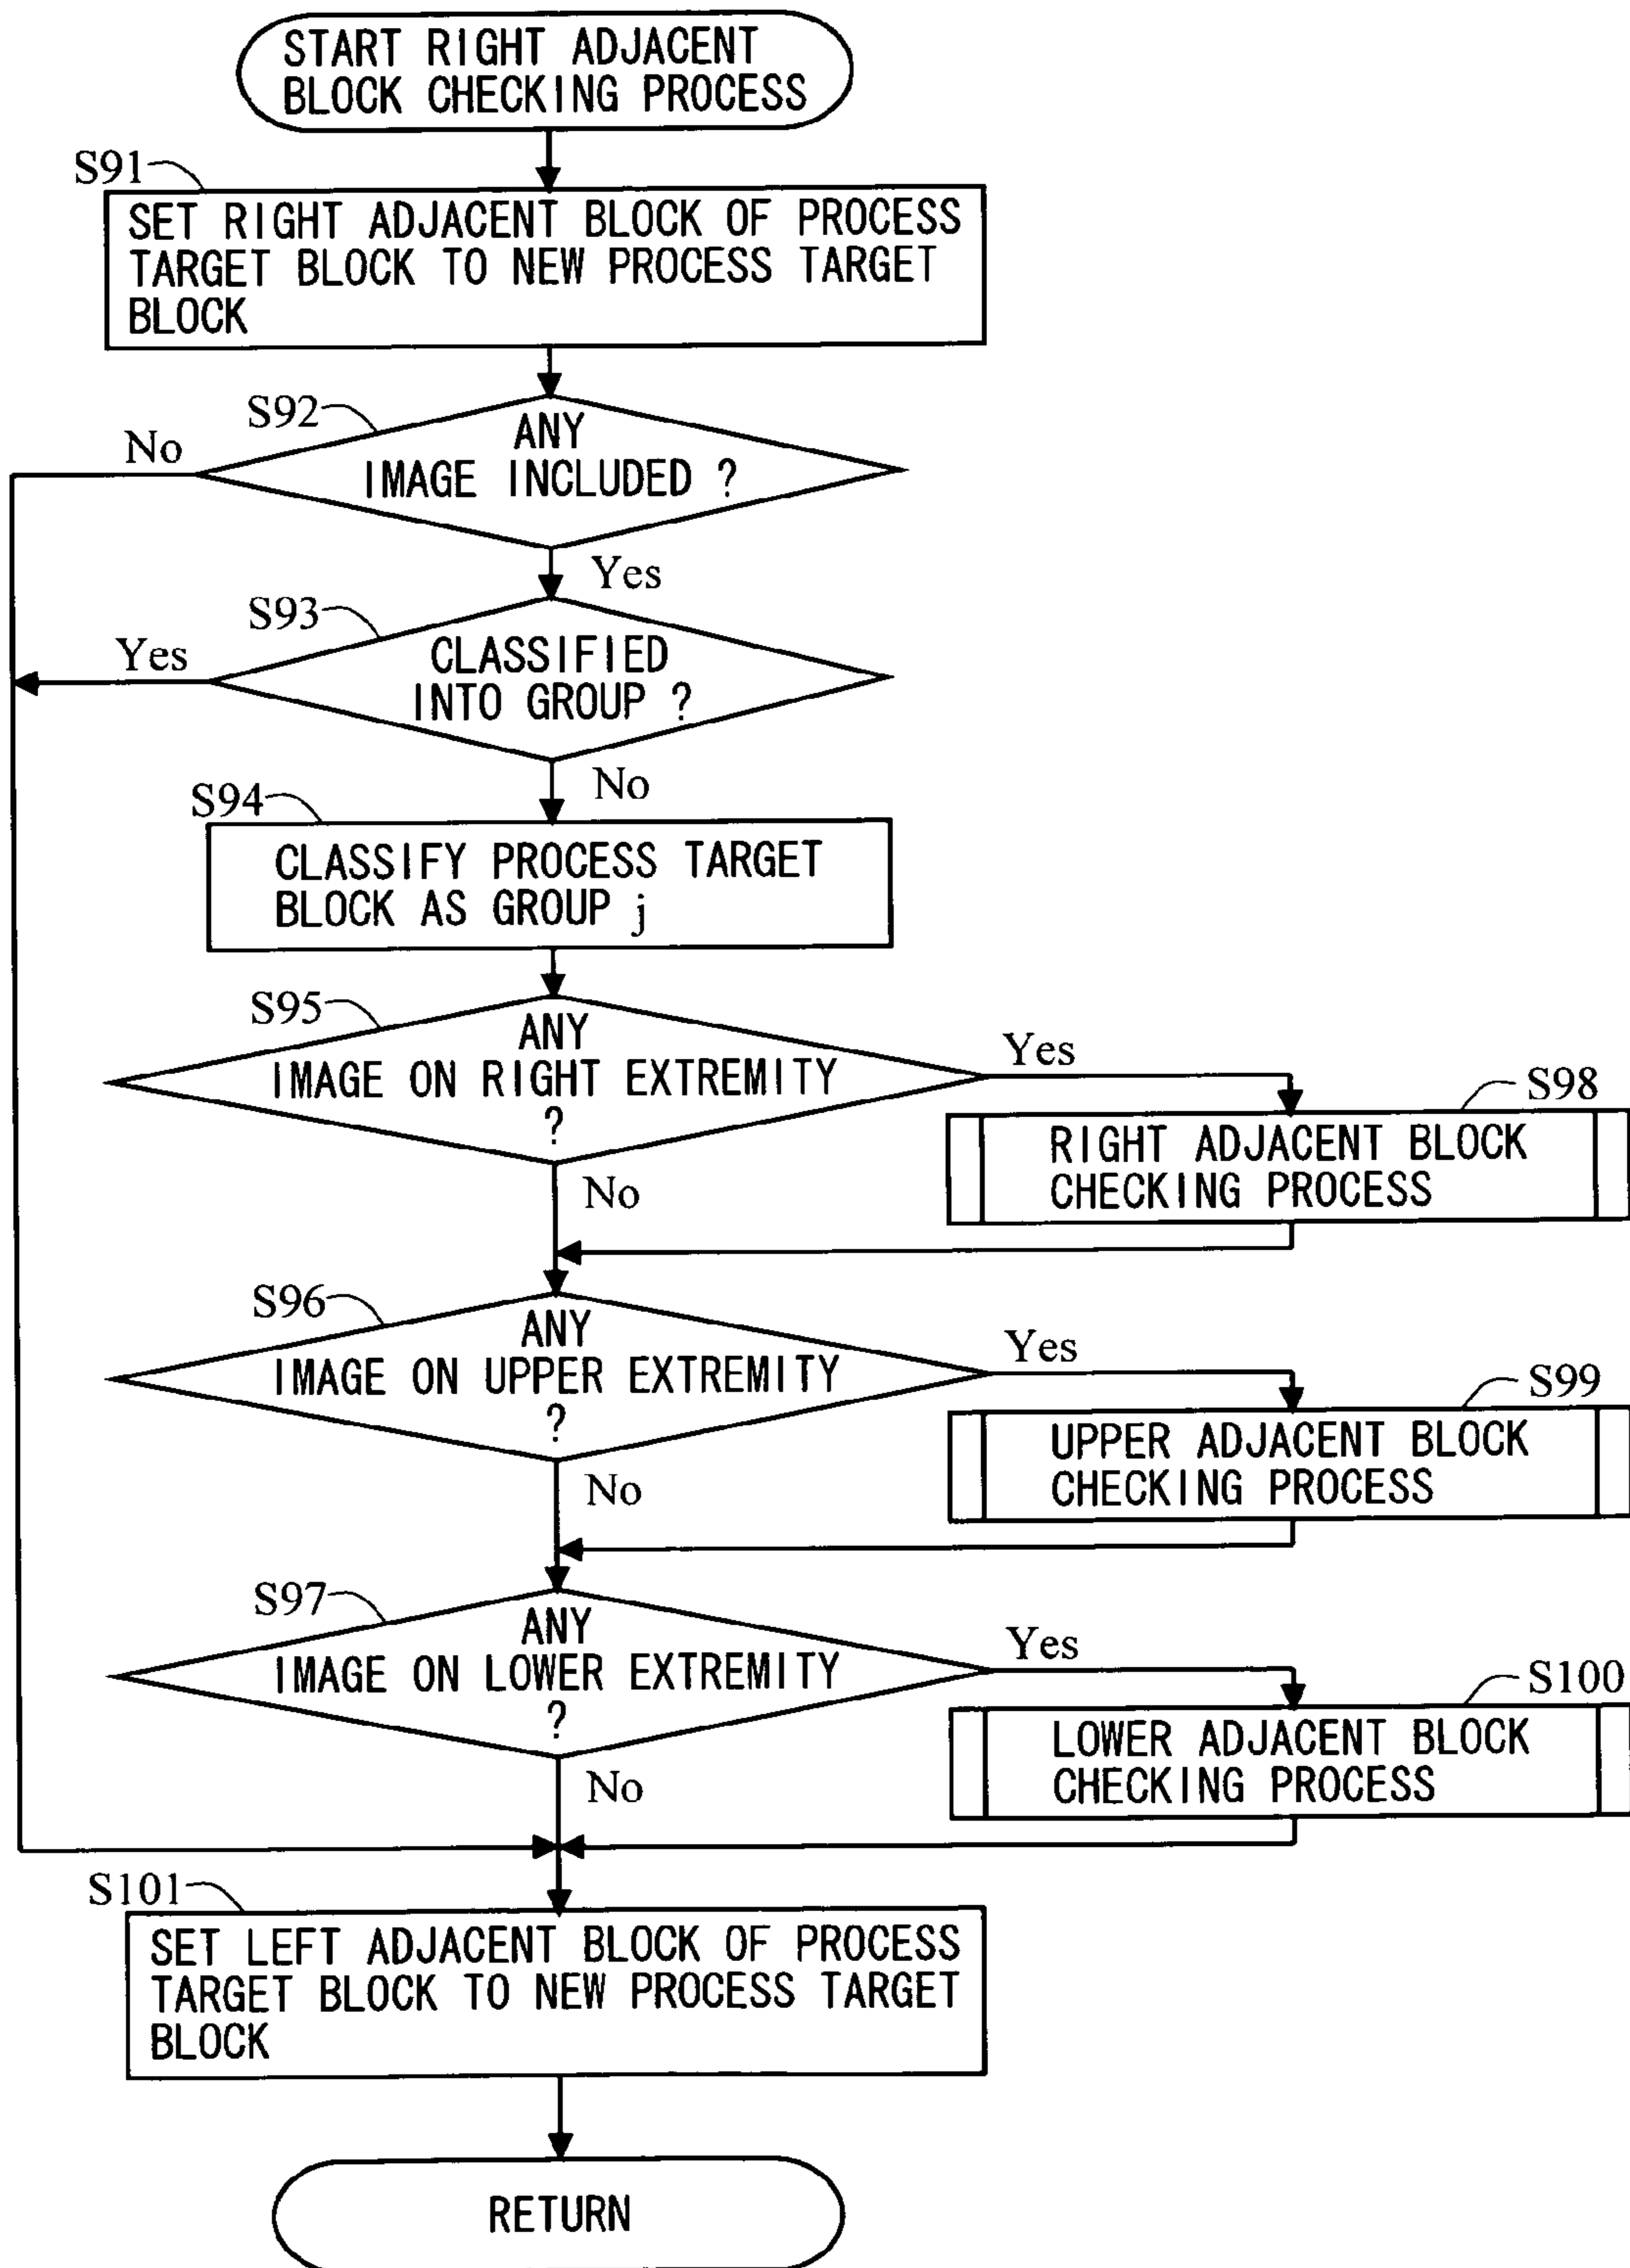 START RIGHT ADJACENT
BLOCK CHECKING PROCESS
S91
SET RIGHT ADJACENT BLOCK OF PROCESS
TARGET BLOCK TO NEW PROCESS TARGET
BLOCK
S92
No
ANY
IMAGE INCLUDED ?
Yes
S93
Yes
CLASSIFIED
INTO GROUP ?
No
S94
CLASSIFY PROCESS TARGET
BLOCK AS GROUP j
S95
ANY
IMAGE ON RIGHT EXTREMITY
?
Yes
S98
RIGHT ADJACENT BLOCK
CHECKING PROCESS
No
S96
ANY
IMAGE ON UPPER EXTREMITY
?
Yes
S99
UPPER ADJACENT BLOCK
CHECKING PROCESS
No
S97
ANY
IMAGE ON LOWER EXTREMITY
?
Yes
S100
LOWER ADJACENT BLOCK
CHECKING PROCESS
No
S101
SET LEFT ADJACENT BLOCK OF PROCESS
TARGET BLOCK TO NEW PROCESS TARGET
BLOCK
RETURN